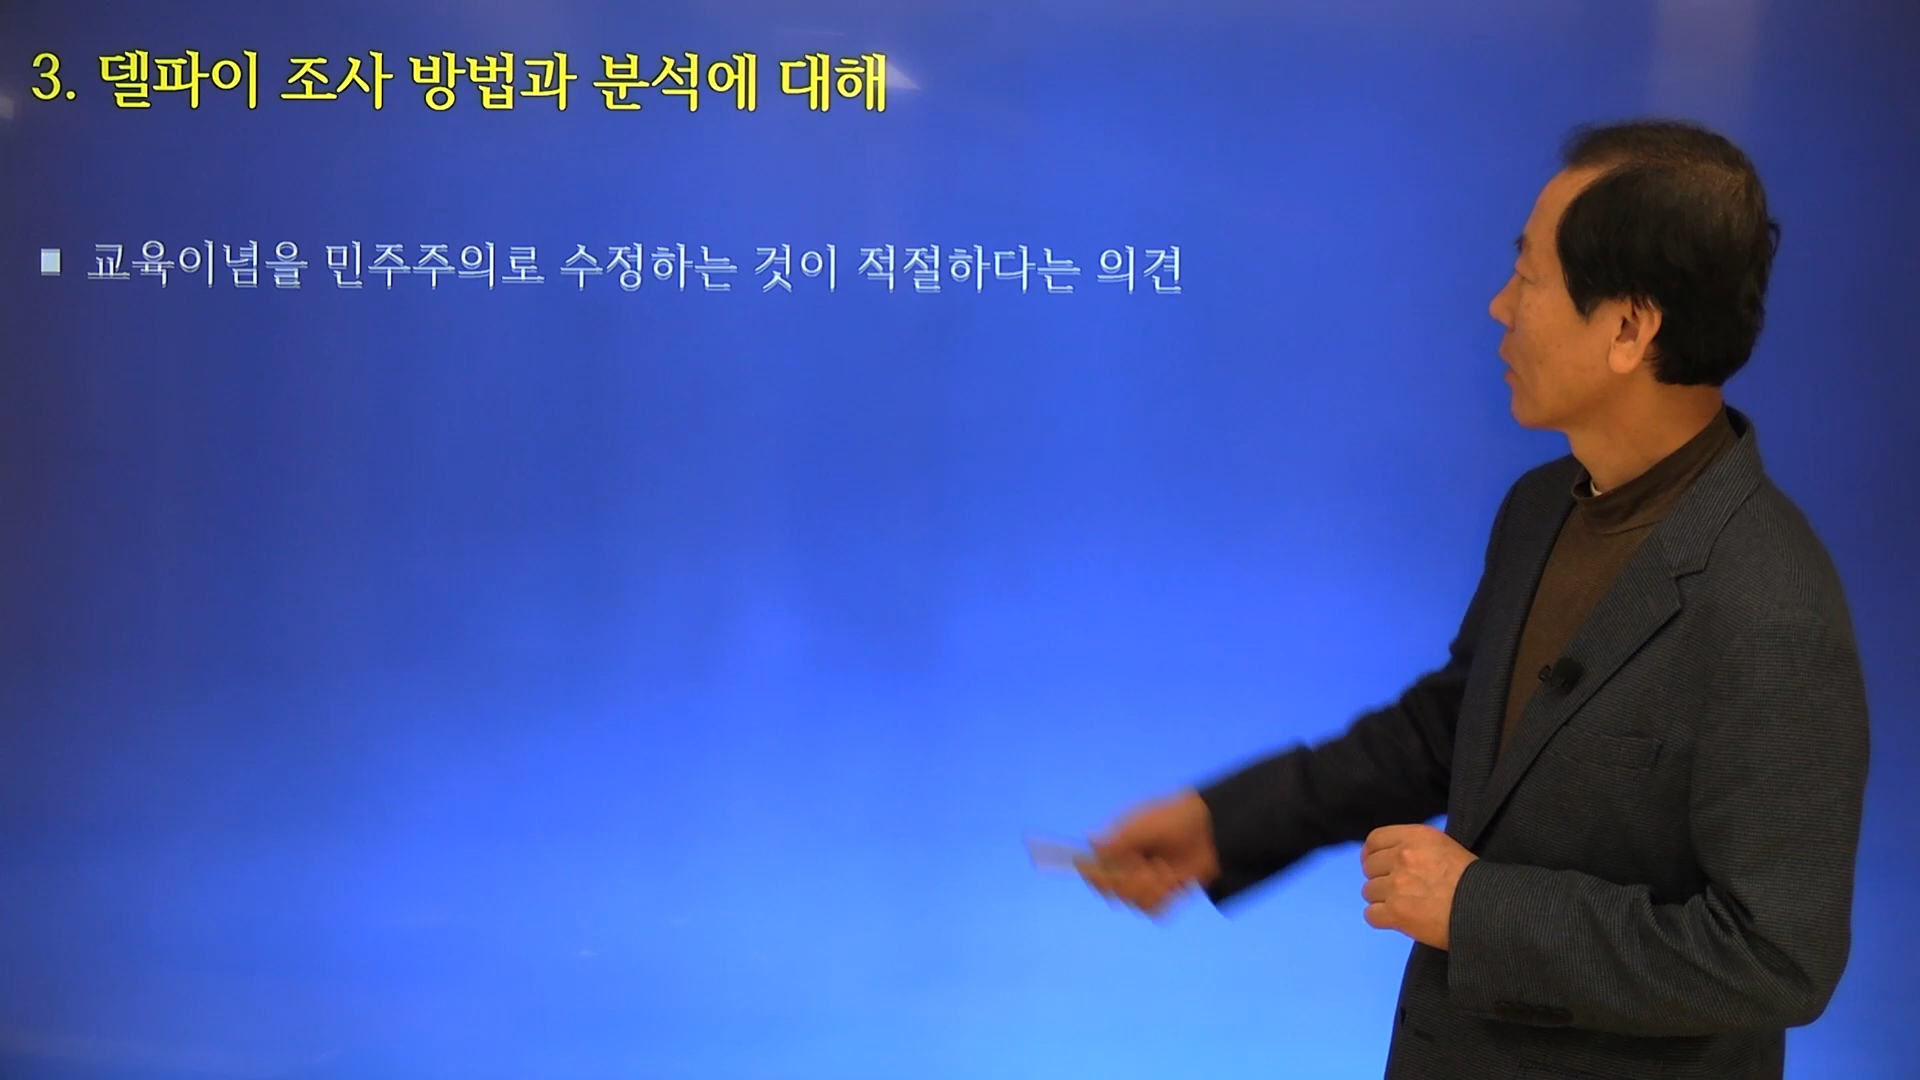 3. 델파이 조사 방법과 분석에 대해
▪ 교육이념을 민주주의로 수정하는 것이 적절하다는 의견